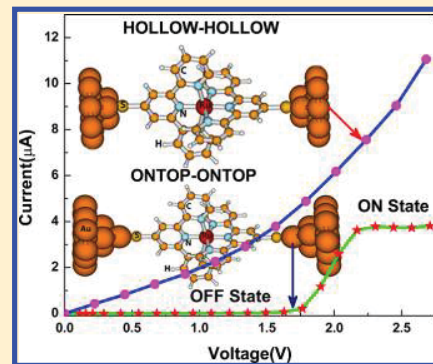 HOLLOW-HOLLOW
12
10
8
6
4
2
0
Current(μA)
C
S
N
H
ONTOP-ONTOP
Au
C
S
N
H
ON State
OFF State
0.0 0.5 1.0 1.5 2.0 2.5
Voltage(V)